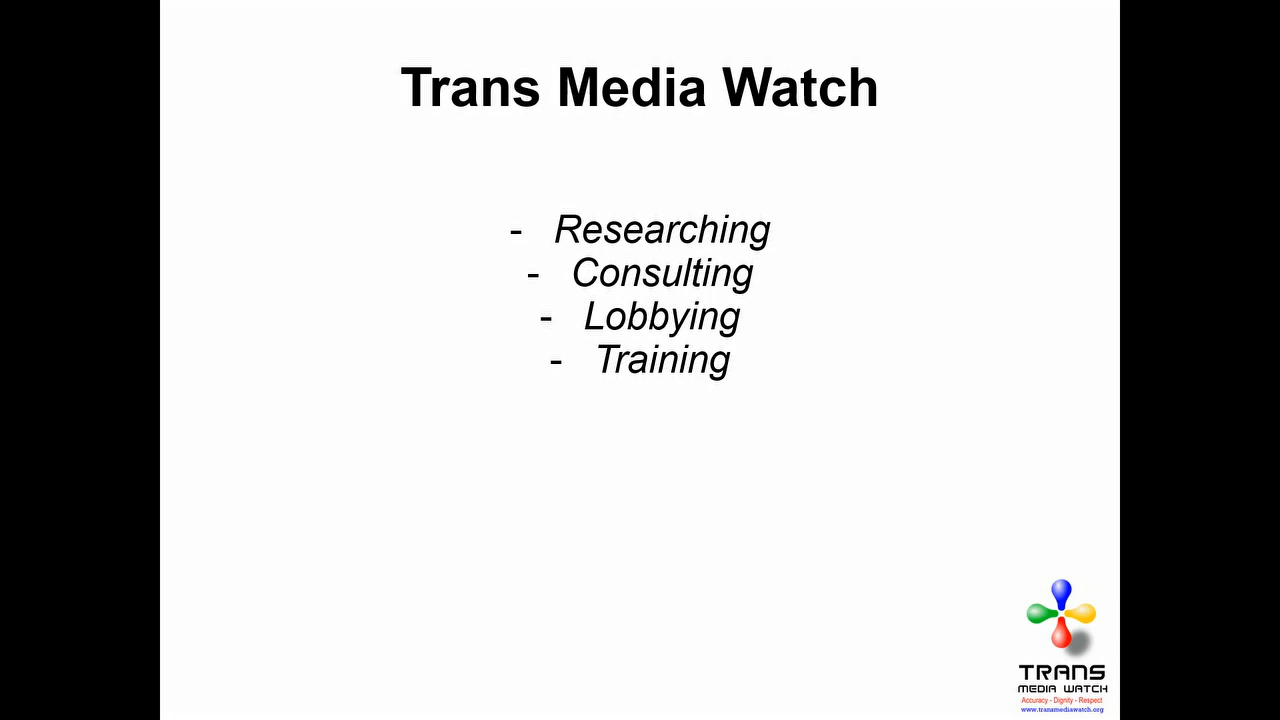 Trans Media Watch
- Researching
- Consulting
- Lobbying
- Training
TRANS
MEDIA WATCH
Accuracy - Dignity - Respect
www.transmediawatch.org